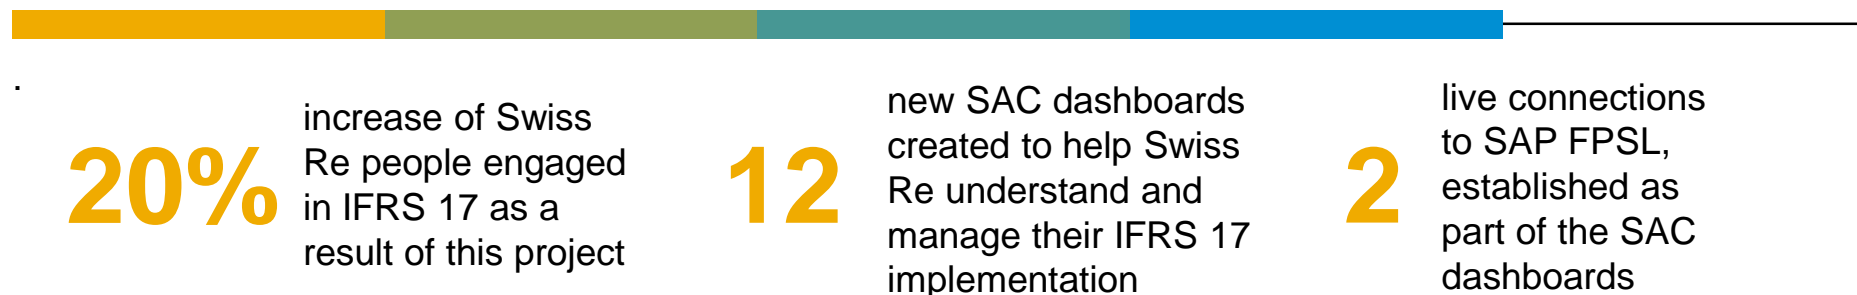 .
20%
increase of Swiss
Re people engaged
in IFRS 17 as a
result of this project
12
new SAC dashboards
created to help Swiss
Re understand and
manage their IFRS 17
implementation
2
live connections
to SAP FPSL,
established as
part of the SAC
dashboards